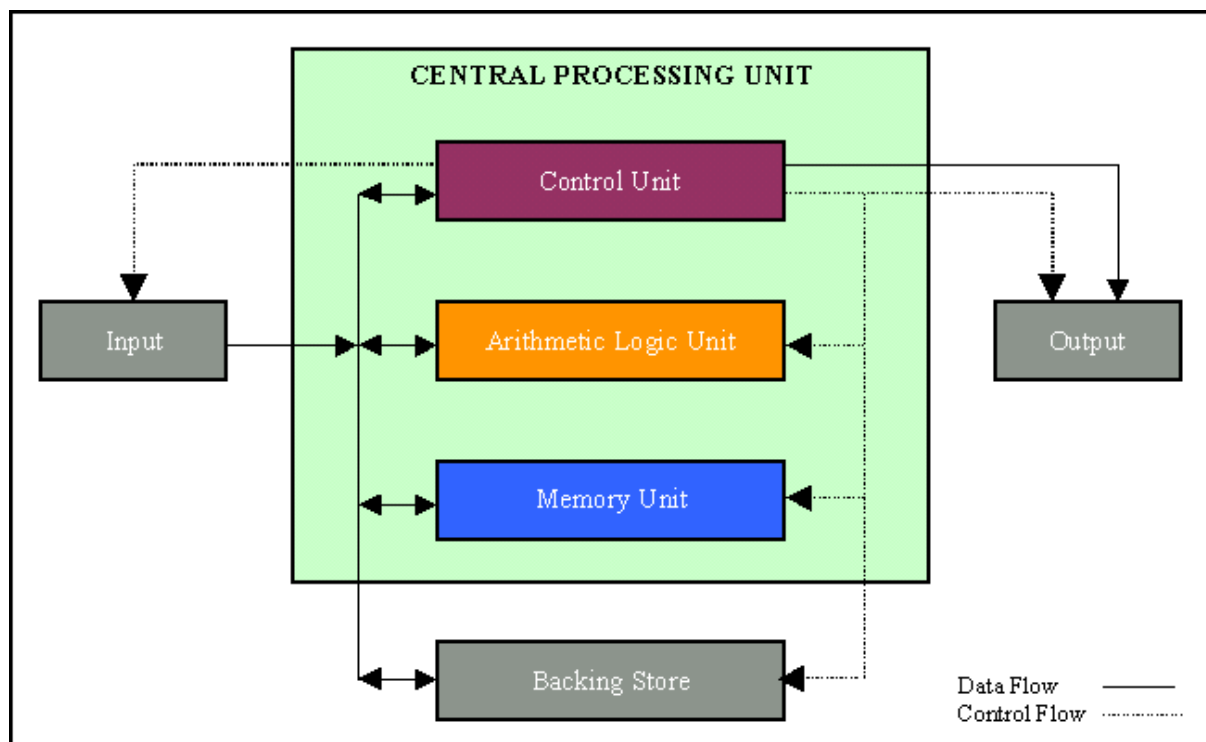 CENTRAL PROCESSING UNIT
Control Unit
Input
Arithmetic Logic Unit
Output
Memory Unit
Backing Store
Data Flow
Control Flow